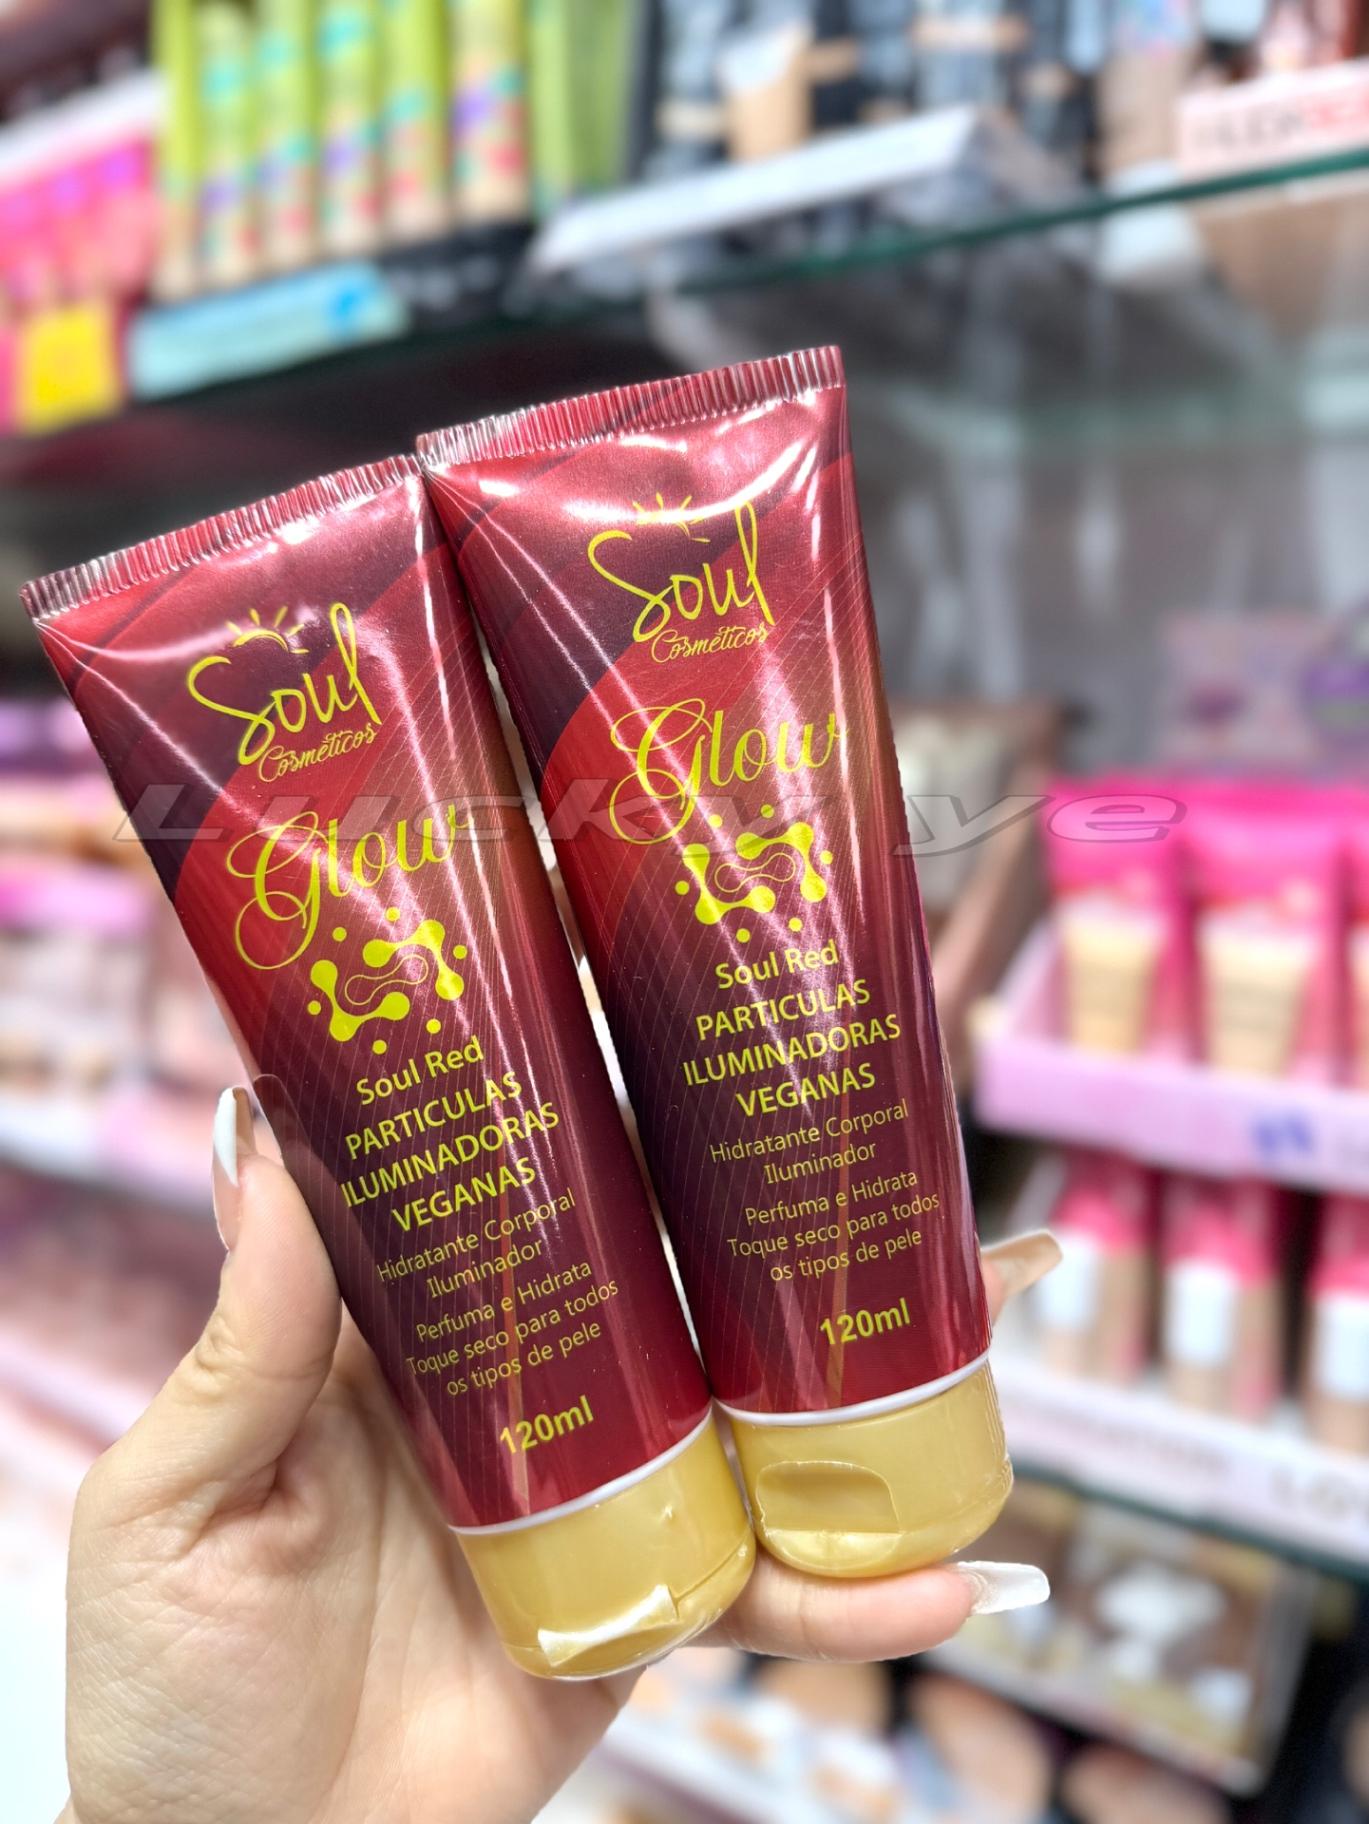 Soul
Cosméticos
Glow
Soul Red
PARTICULAS
ILUMINADORAS
VEGANAS
Hidratante Corporal
Iluminador
Perfuma e Hidrata
Toque seco para todos
os tipos de pele
120ml
Soul
Cosméticos
Glow
Soul Red
PARTICULAS
ILUMINADORAS
VEGANAS
Hidratante Corporal
Iluminador
Perfuma e Hidrata
Toque seco para todos
os tipos de pele
120ml
Lucky ye